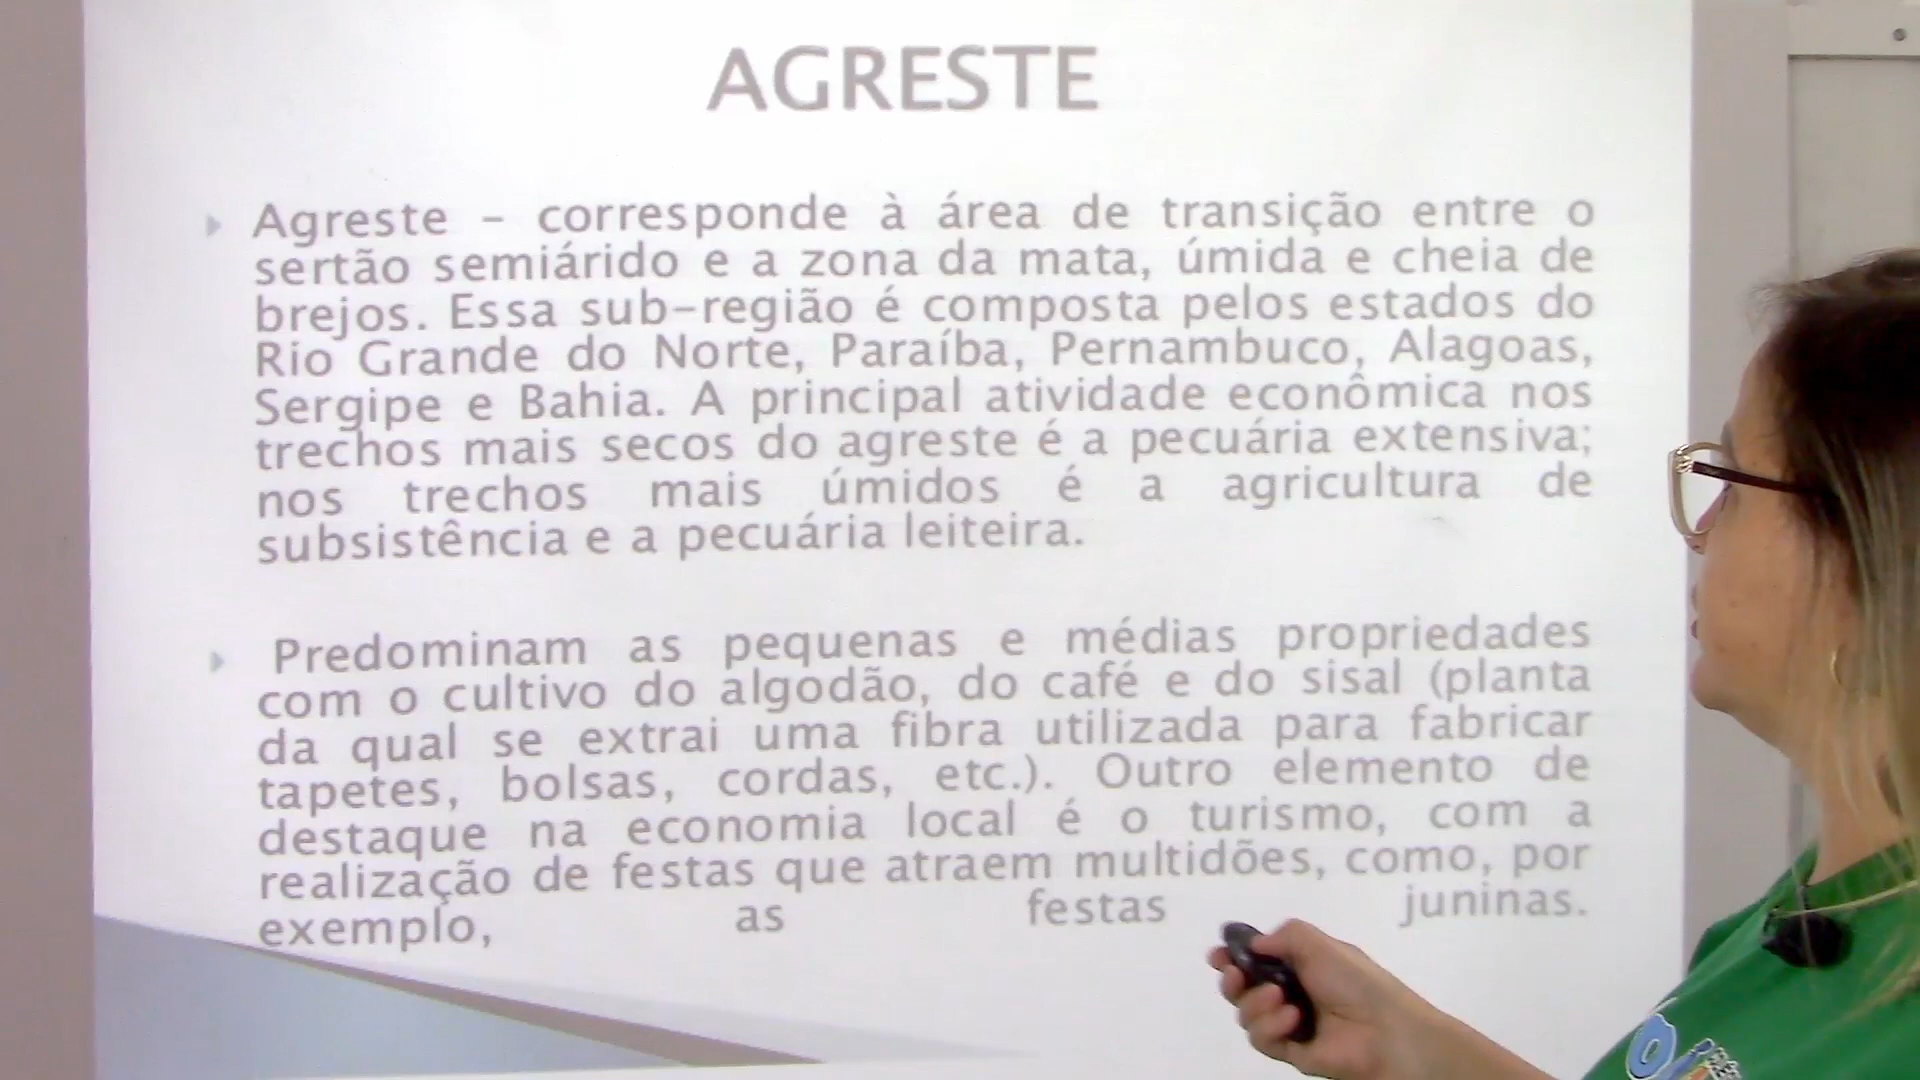 AGRESTE
Agreste – corresponde à área de transição entre o
sertão semiárido e a zona da mata, úmida e cheia de
brejos. Essa sub-região é composta pelos estados do
Rio Grande do Norte, Paraíba, Pernambuco, Alagoas,
Sergipe e Bahia. A principal atividade econômica nos
trechos mais secos do agreste é a pecuária extensiva;
nos trechos mais úmidos é a agricultura de
subsistência e a pecuária leiteira.
Predominam as pequenas e médias propriedades
com o cultivo do algodão, do café e do sisal (planta
da qual se extrai uma fibra utilizada para fabricar
tapetes, bolsas, cordas, etc.). Outro elemento de
destaque na economia local é o turismo, com a
realização de festas que atraem multidões, como, por
exemplo, as festas juninas.